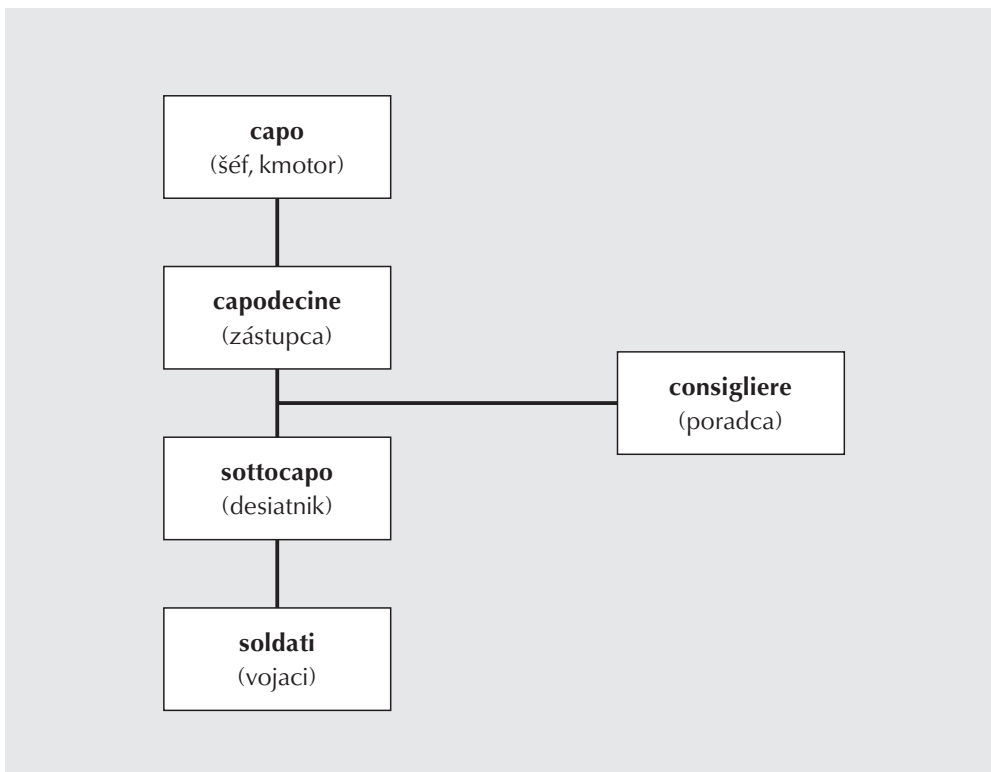 capo
(šéf, kmotor)
capodecine
(zástupca)
consigliere
(poradca)
sottocapo
(desiatnik)
soldati
(vojaci)